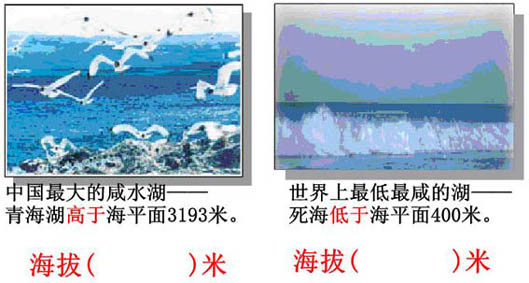 中国最大的咸水湖——
青海湖高于海平面3193米。
海拔( )米
世界上最低最咸的湖——
死海低于海平面400米。
海拔( )米